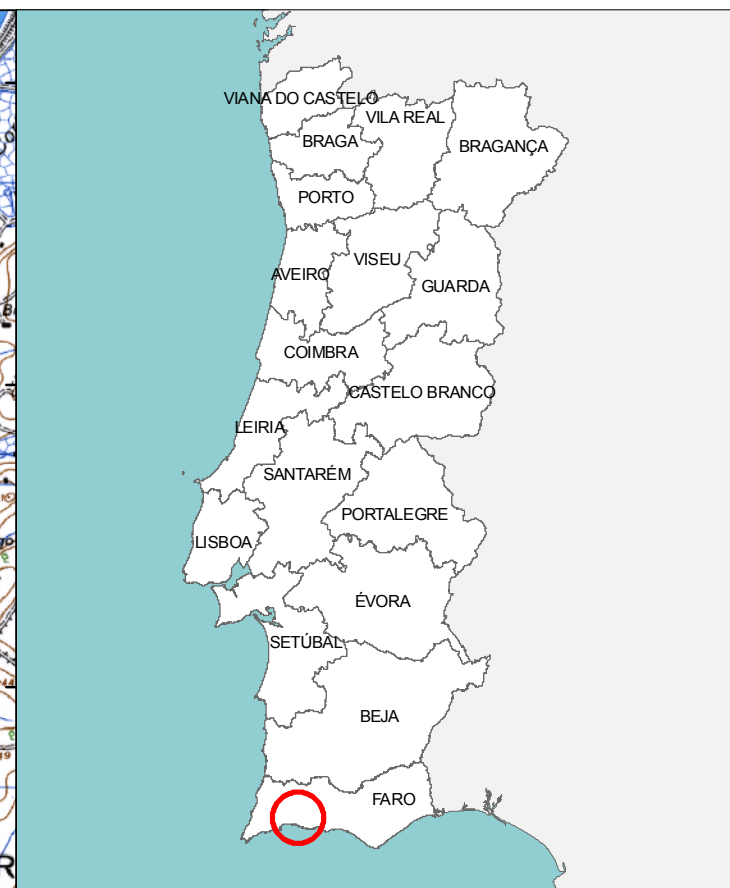 VIANA DO CASTELO
VILA REAL
BRAGA
BRAGANÇA
PORTO
VISEU
AVEIRO
GUARDA
COIMBRA
CASTELO BRANCO
LEIRIA
SANTARÉM
PORTALEGRE
LISBOA
ÉVORA
SETÚBAL
BEJA
FARO
R